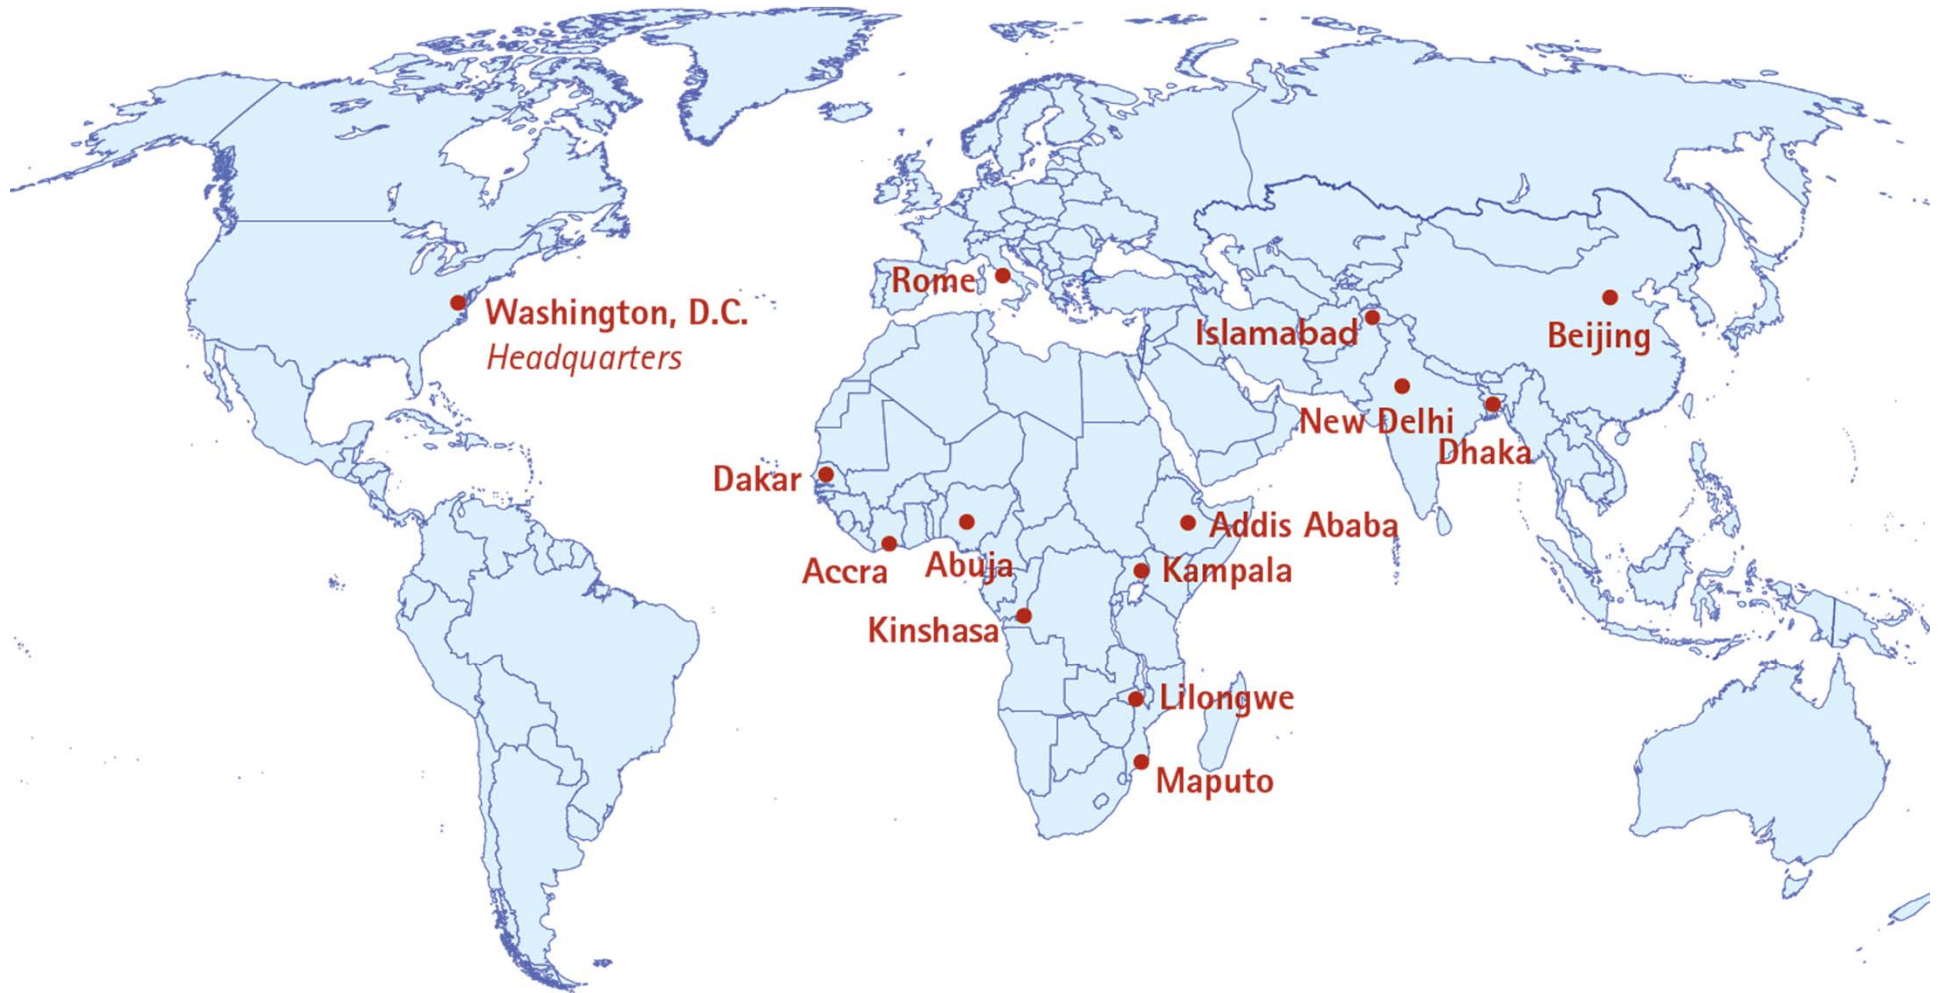 Rome
Washington, D.C.
Headquarters
Islamabad
Beijing
New Delhi
Dhaka
Dakar
Addis Ababa
Accra
Abuja
Kampala
Kinshasa
Lilongwe
Maputo